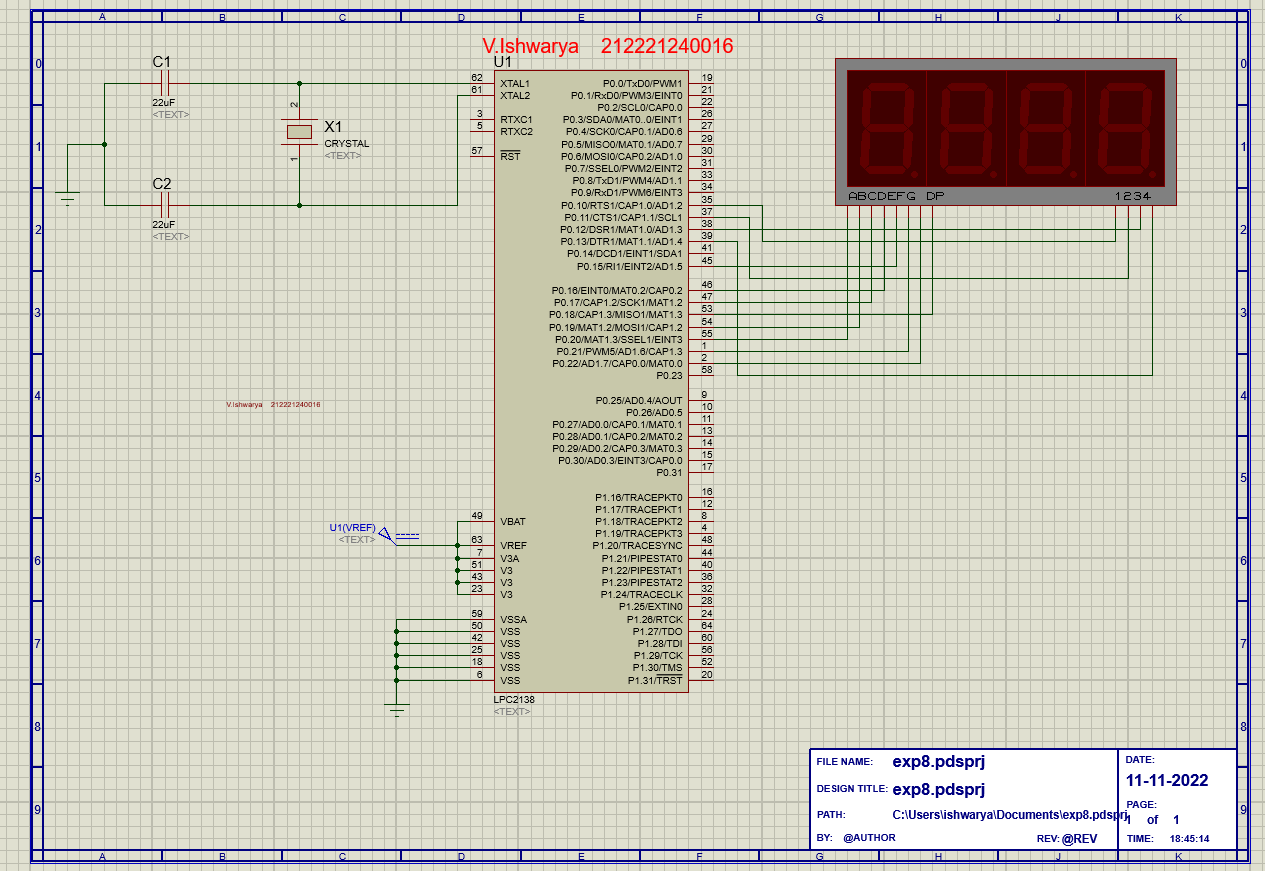 A B C D E F G H J K
V.Ishwarya 212221240016
U1
C1
22uF
<TEXT>
X1
CRYSTAL
<TEXT>
2
1
C2
22uF
<TEXT>
62 XTAL1 P0.0/TxD0/PWM1 19
61 XTAL2 P0.1/RxD0/PWM3/EINT0 21
P0.2/SCL0/CAP0.0 22
3 RTXC1 P0.3/SDA0/MAT0..0/EINT1 26
5 RTXC2 P0.4/SCK0/CAP0.1/AD0.6 27
P0.5/MISO0/MAT0.1/AD0.7 29
57 RST P0.6/MOSI0/CAP0.2/AD1.0 30
P0.7/SSEL0/PWM2/EINT2 31
P0.8/TxD1/PWM4/AD1.1 33
P0.9/RxD1/PWM6/EINT3 34
P0.10/RTS1/CAP1.0/AD1.2 35
P0.11/CTS1/CAP1.1/SCL1 37
P0.12/DSR1/MAT1.0/AD1.3 38
P0.13/DTR1/MAT1.1/AD1.4 39
P0.14/DCD1/EINT1/SDA1 41
P0.15/RI1/EINT2/AD1.5 45
P0.16/EINT0/MAT0.2/CAP0.2 46
P0.17/CAP1.2/SCK1/MAT1.2 47
P0.18/CAP1.3/MISO1/MAT1.3 53
P0.19/MAT1.2/MOSI1/CAP1.2 54
P0.20/MAT1.3/SSEL1/EINT3 55
P0.21/PWM5/AD1.6/CAP1.3 1
P0.22/AD1.7/CAP0.0/MAT0.0 2
P0.23 58
P0.25/AD0.4/AOUT 9
P0.26/AD0.5 10
P0.27/AD0.0/CAP0.1/MAT0.1 11
P0.28/AD0.1/CAP0.2/MAT0.2 13
P0.29/AD0.2/CAP0.3/MAT0.3 14
P0.30/AD0.3/EINT3/CAP0.0 15
P0.31 17
P1.16/TRACEPKT0 16
P1.17/TRACEPKT1 12
49 VBAT P1.18/TRACEPKT2 8
P1.19/TRACEPKT3 4
63 VREF P1.20/TRACESYNC 48
7 V3A P1.21/PIPESTAT0 44
51 V3 P1.22/PIPESTAT1 40
43 V3 P1.23/PIPESTAT2 36
23 V3 P1.24/TRACECLK 32
P1.25/EXTIN0 28
59 VSSA P1.26/RTCK 24
50 VSS P1.27/TDO 64
42 VSS P1.28/TDI 60
25 VSS P1.29/TCK 56
18 VSS P1.30/TMS 52
6 VSS P1.31/TRST 20
LPC2138
<TEXT>
ABCDEFG DP 1234
V.Ishwarya 212221240016
U1(VREF)
<TEXT>
0 0
1 1
2 2
3 3
4 4
5 5
6 6
7 7
8 8
9 9
FILE NAME: exp8.pdsprj
DESIGN TITLE: exp8.pdsprj
PATH: C:\Users\ishwarya\Documents\exp8.pdsprj
BY: @AUTHOR REV: @REV
DATE:
11-11-2022
PAGE:
1 of 1
TIME: 18:45:14
A B C D E F G H J K